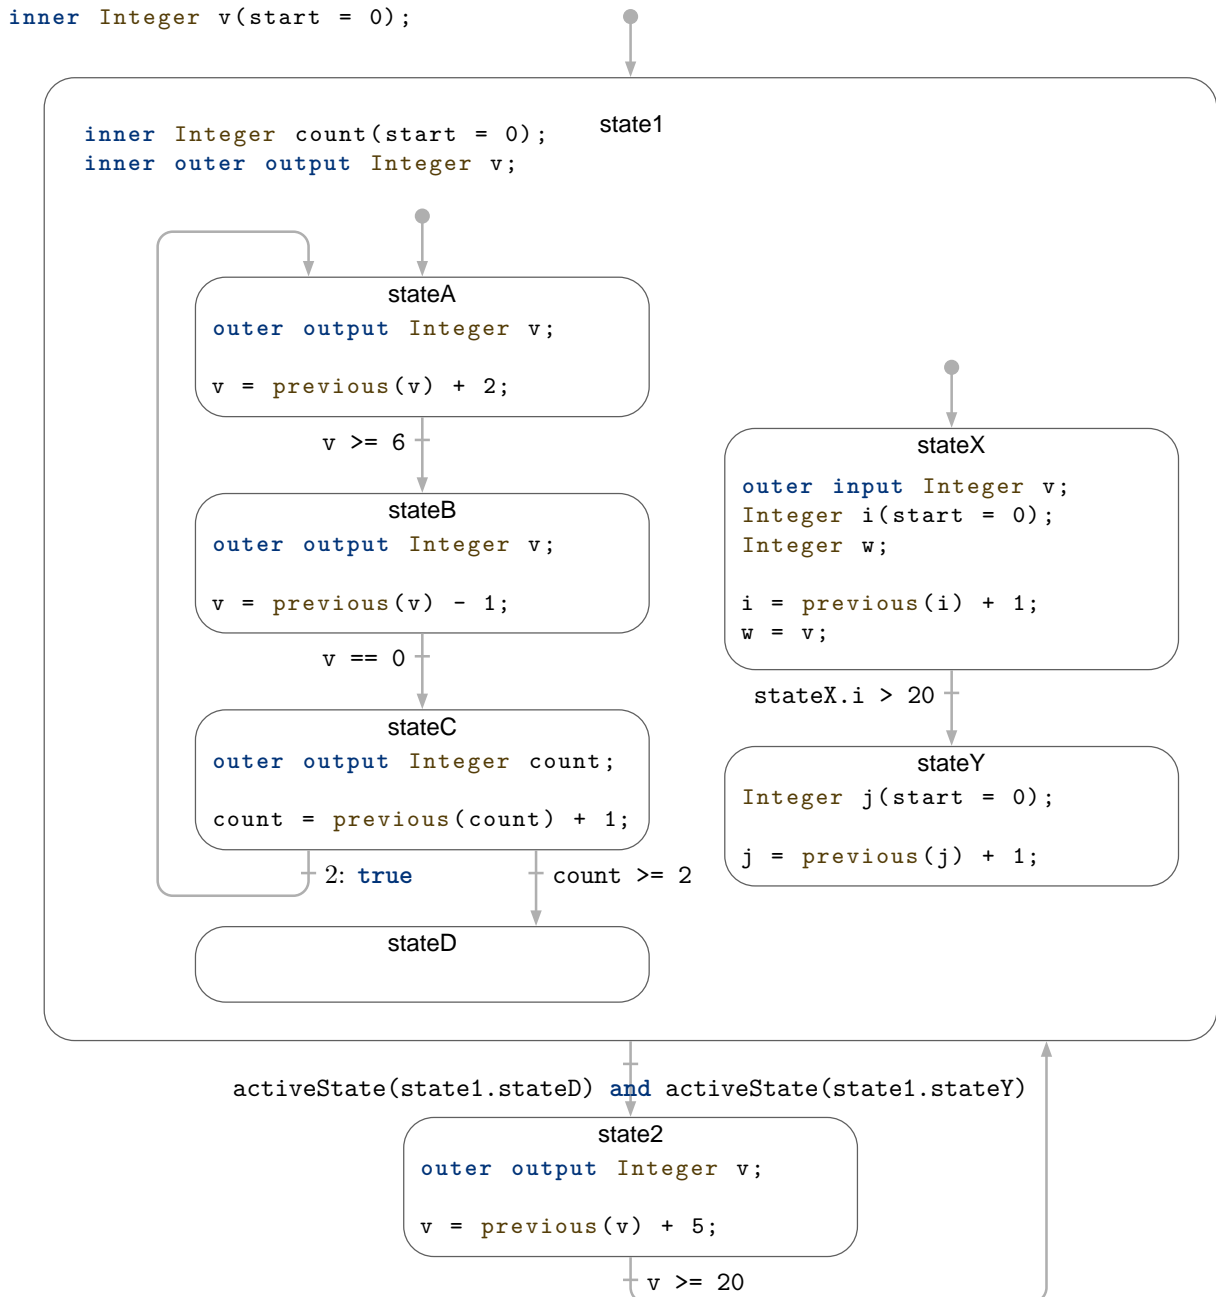 inner Integer v(start = 0);
state1
inner Integer count(start = 0);
inner outer output Integer v;
stateA
outer output Integer v;
v = previous(v) + 2;
v >= 6
stateB
outer output Integer v;
v = previous(v) - 1;
v == 0
stateC
outer output Integer count;
count = previous(count) + 1;
2: true
count >= 2
stateD
stateX
outer input Integer v;
Integer i(start = 0);
Integer w;
i = previous(i) + 1;
w = v;
stateX.i > 20
stateY
Integer j(start = 0);
j = previous(j) + 1;
activeState(state1.stateD) and activeState(state1.stateY)
state2
outer output Integer v;
v = previous(v) + 5;
v >= 20